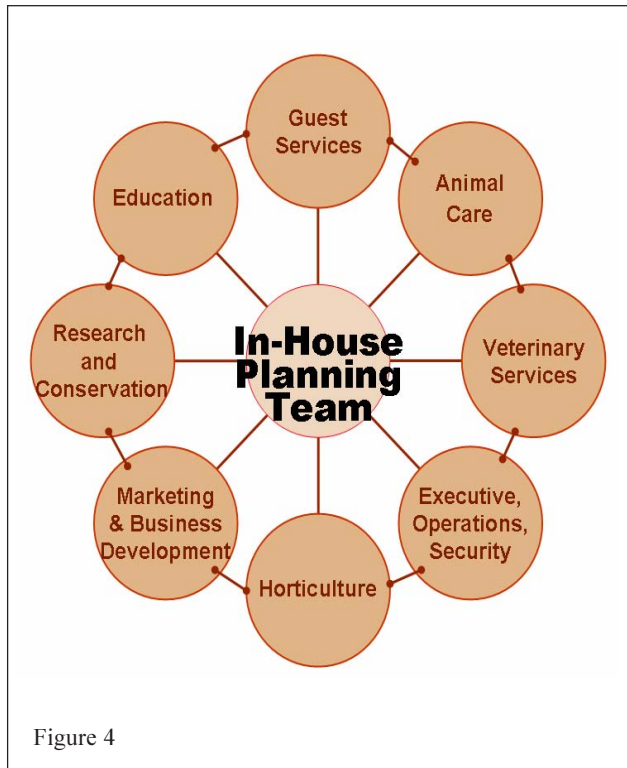 Guest
Services
Animal
Care
Veterinary
Services
Executive,
Operations,
Security
Horticulture
Marketing
& Business
Development
Research
and
Conservation
Education
In-House
Planning
Team
Figure 4